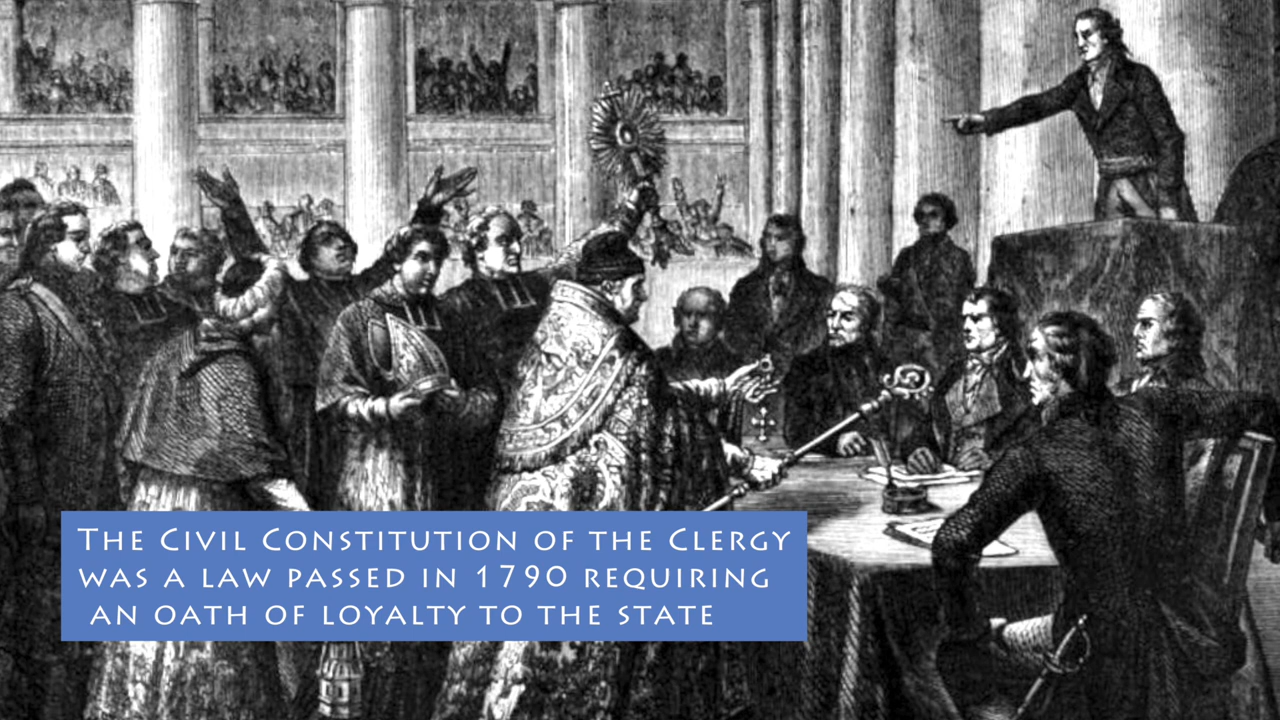 The Civil Constitution of the Clergy
was a law passed in 1790 requiring
an oath of loyalty to the state